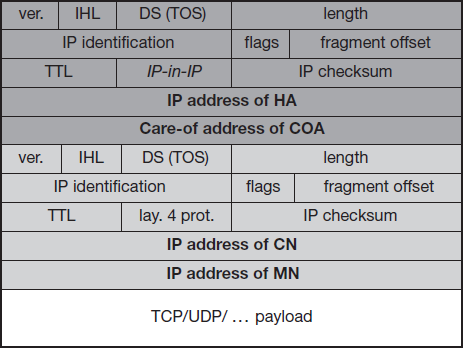 ver. IHL DS (TOS) length
IP identification flags fragment offset
TTL IP-in-IP IP checksum
IP address of HA
Care-of address of COA
ver. IHL DS (TOS) length
IP identification flags fragment offset
TTL lay. 4 prot. IP checksum
IP address of CN
IP address of MN
TCP/UDP/ ... payload